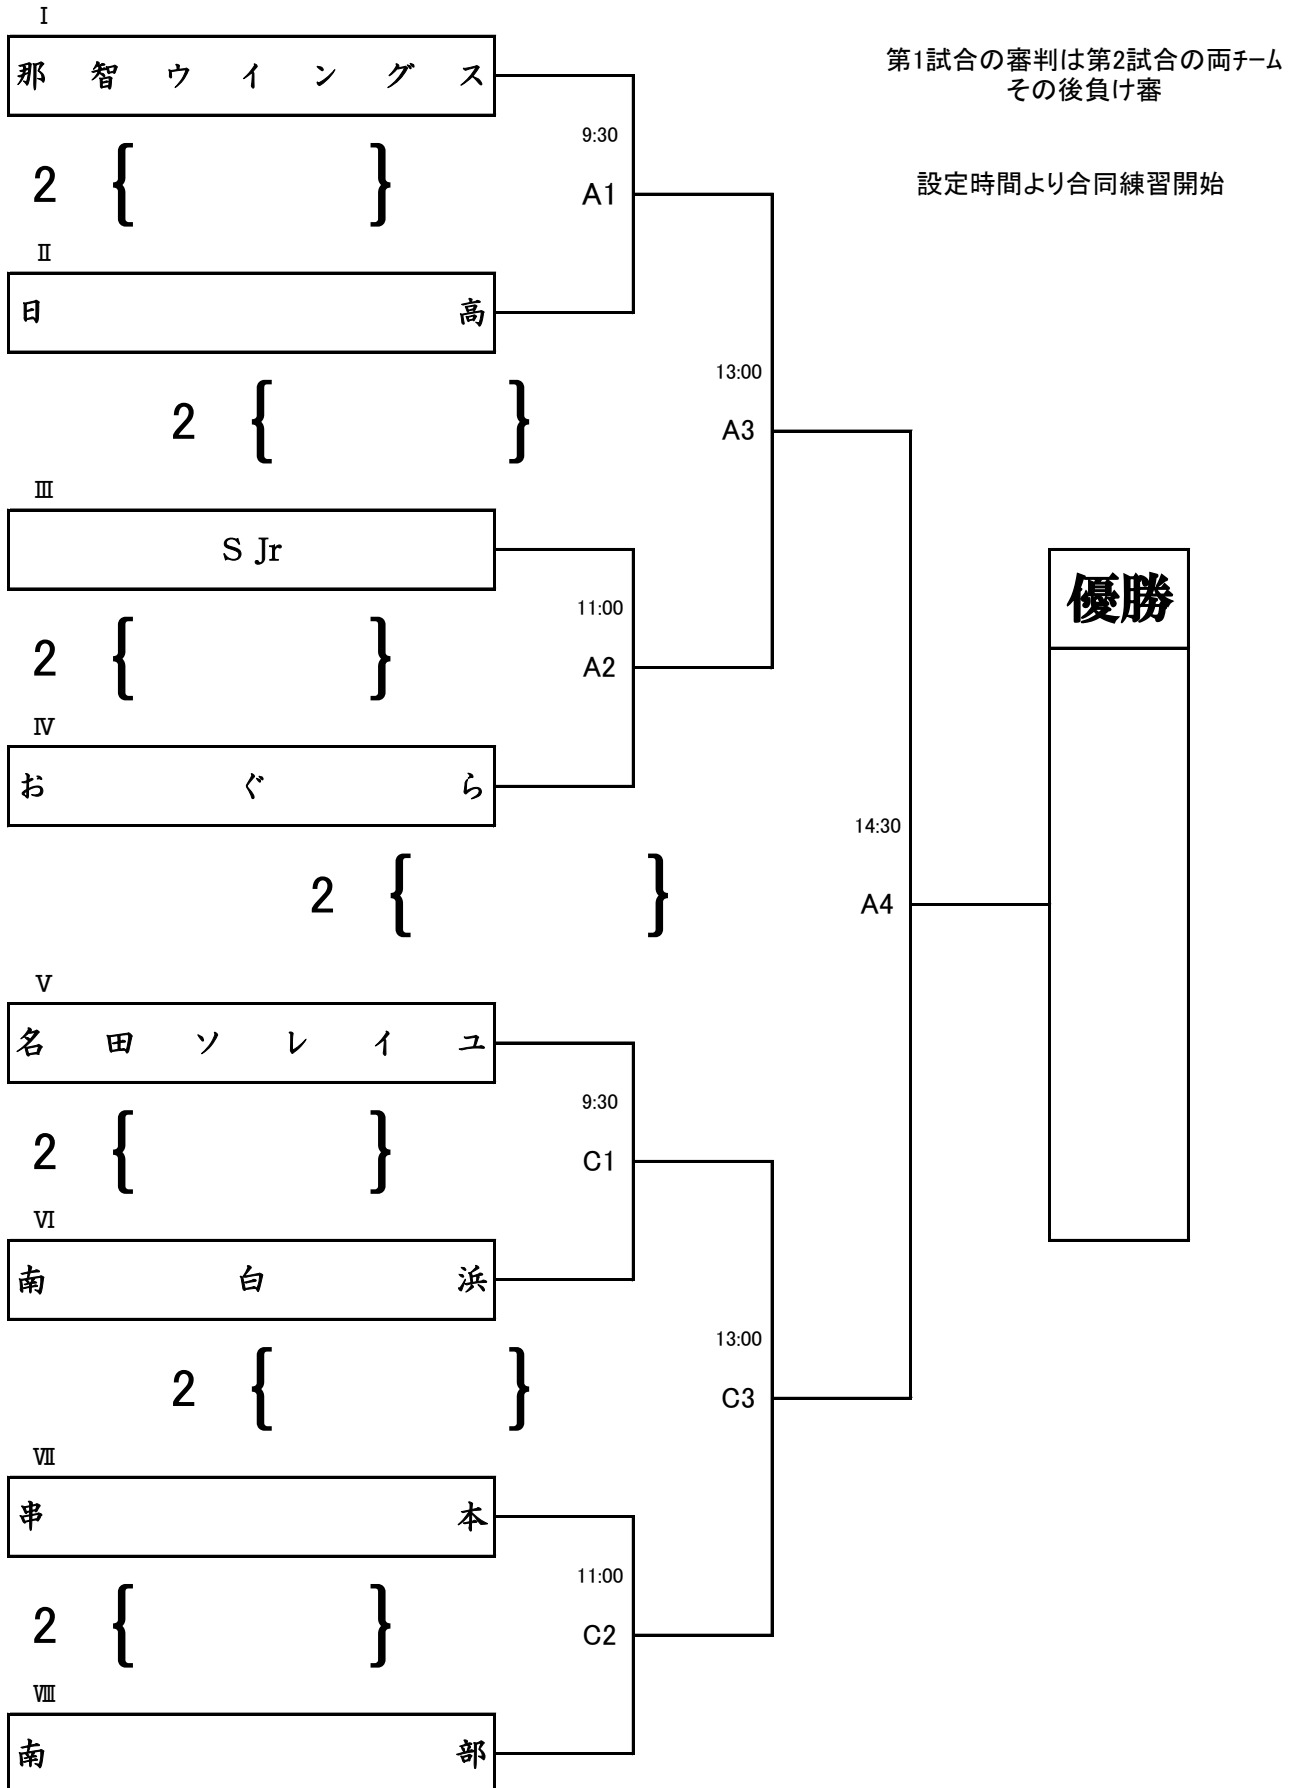 Ⅰ
那智ウイングス
第1試合の審判は第2試合の両チーム
その後負け審
9:30
2 { }
A1
設定時間より合同練習開始
Ⅱ
日高
13:00
2 { }
A3
Ⅲ
S Jr
優勝
11:00
2 { }
A2
Ⅳ
おぐら
14:30
2 { }
A4
Ⅴ
名田ソレイユ
9:30
2 { }
C1
Ⅵ
南白浜
13:00
2 { }
C3
Ⅶ
串本
11:00
2 { }
C2
Ⅷ
南部